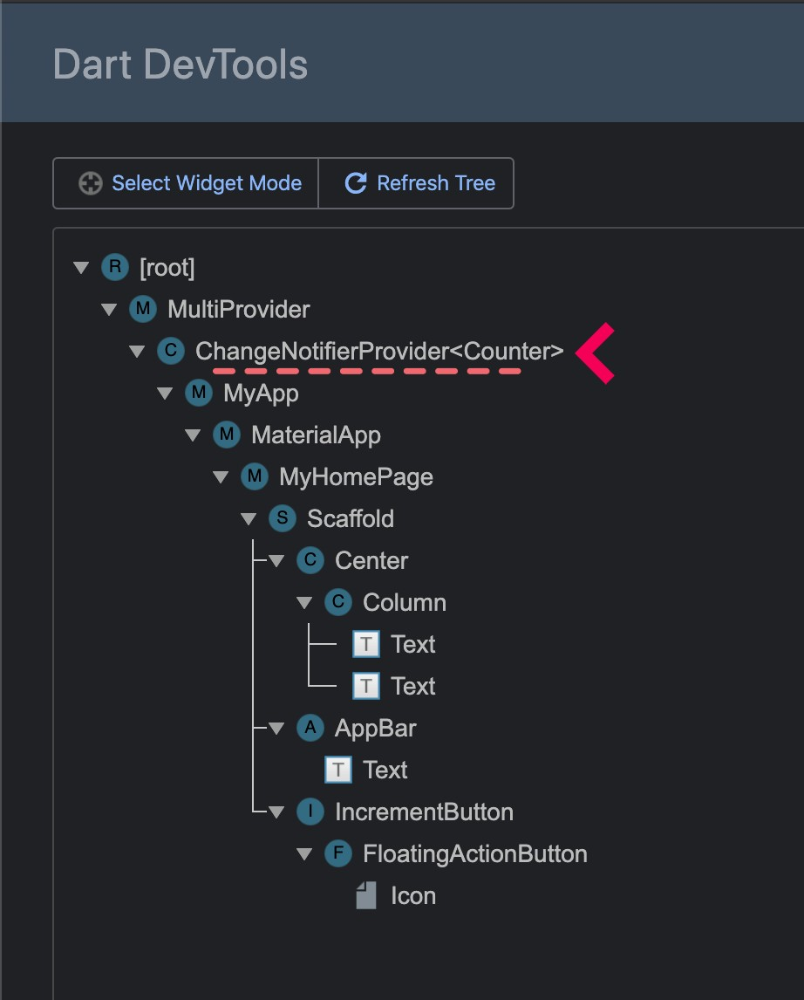 Dart DevTools
Select Widget Mode
Refresh Tree
R [root]
M MultiProvider
C ChangeNotifierProvider<Counter>
M MyApp
M MaterialApp
M MyHomePage
S Scaffold
C Center
C Column
T Text
T Text
A AppBar
T Text
I IncrementButton
F FloatingActionButton
Icon